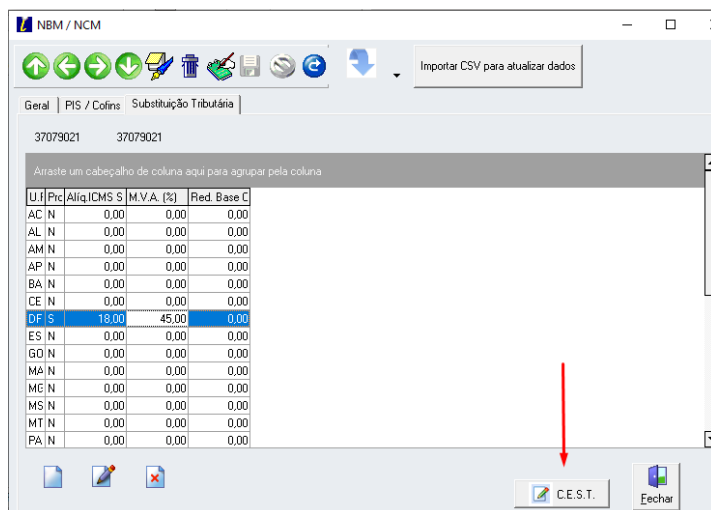 NBM / NCM
Importar CSV para atualizar dados
Geral PIS / Cofins Substituição Tributária
37079021 37079021
Arraste um cabeçalho de coluna aqui para agrupar pela coluna
U.F Prc Alíq.ICMS S M.V.A. (%) Red. Base C
AC N 0,00 0,00 0,00
AL N 0,00 0,00 0,00
AM N 0,00 0,00 0,00
AP N 0,00 0,00 0,00
BA N 0,00 0,00 0,00
CE N 0,00 0,00 0,00
DF S 18,00 45,00 0,00
ES N 0,00 0,00 0,00
GO N 0,00 0,00 0,00
MA N 0,00 0,00 0,00
MG N 0,00 0,00 0,00
MS N 0,00 0,00 0,00
MT N 0,00 0,00 0,00
PA N 0,00 0,00 0,00
C.E.S.T. Fechar